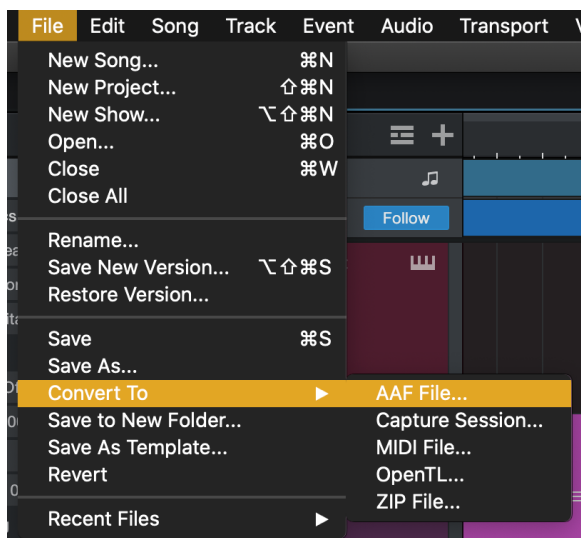 File Edit Song Track Event Audio Transport
New Song... ⌘N
New Project... ⇧⌘N
New Show... ⌥⇧⌘N
Open... ⌘O
Close ⌘W
Close All
Follow
Rename...
Save New Version... ⌥⇧⌘S
Restore Version...
Save ⌘S
Save As...
Convert To ▶
AAF File...
Save to New Folder...
Capture Session...
Save As Template...
MIDI File...
Revert
OpenTL...
ZIP File...
Recent Files ▶